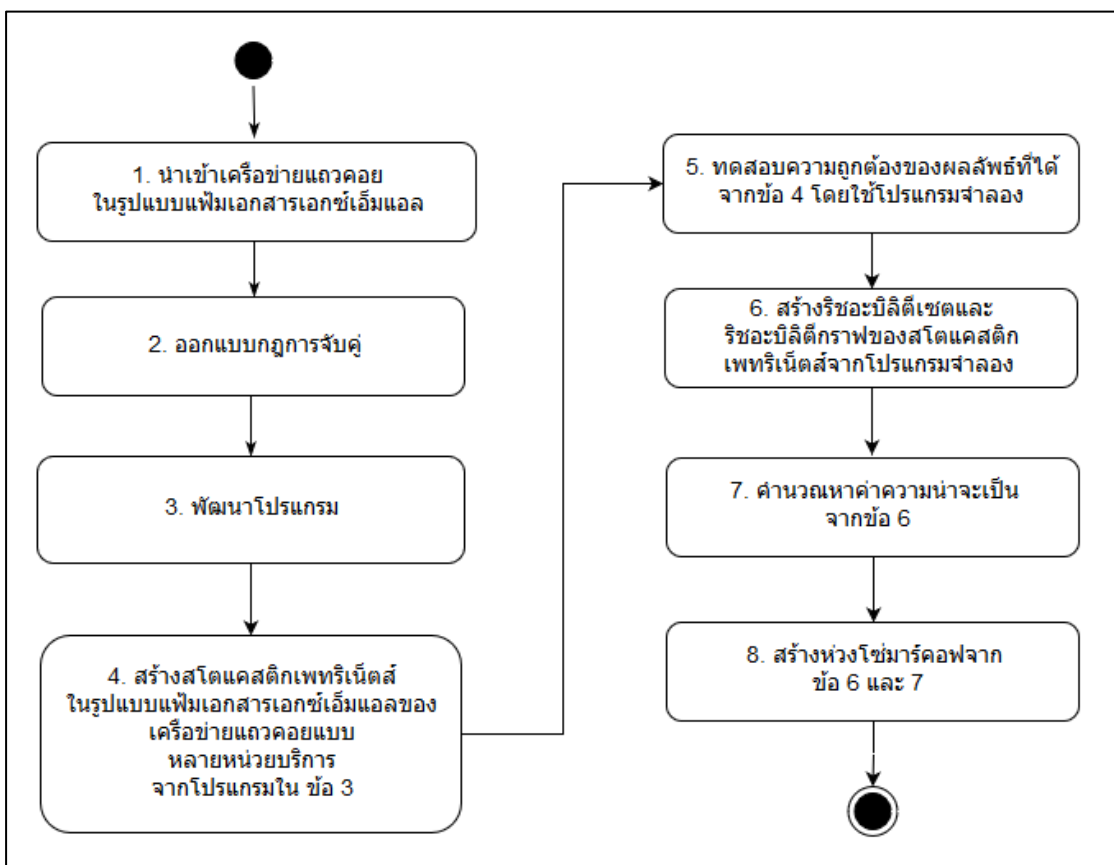 1. นำเข้าเครือข่ายแถวคอย
ในรูปแบบแฟ้มเอกสารเอกซ์เอ็มแอล
2. ออกแบบกฎการจับคู่
3. พัฒนาโปรแกรม
4. สร้างสโตแคสติกเพทริเน็ตส์
ในรูปแบบแฟ้มเอกสารเอกซ์เอ็มแอลของ
เครือข่ายแถวคอยแบบ
หลายหน่วยบริการ
จากโปรแกรมใน ข้อ 3
5. ทดสอบความถูกต้องของผลลัพธ์ที่ได้
จากข้อ 4 โดยใช้โปรแกรมจำลอง
6. สร้างริชอะบิลิตีเซตและ
ริชอะบิลิตีกราฟของสโตแคสติก
เพทริเน็ตส์จากโปรแกรมจำลอง
7. คำนวณหาค่าความน่าจะเป็น
จากข้อ 6
8. สร้างห่วงโซ่มาร์คอฟจาก
ข้อ 6 และ 7